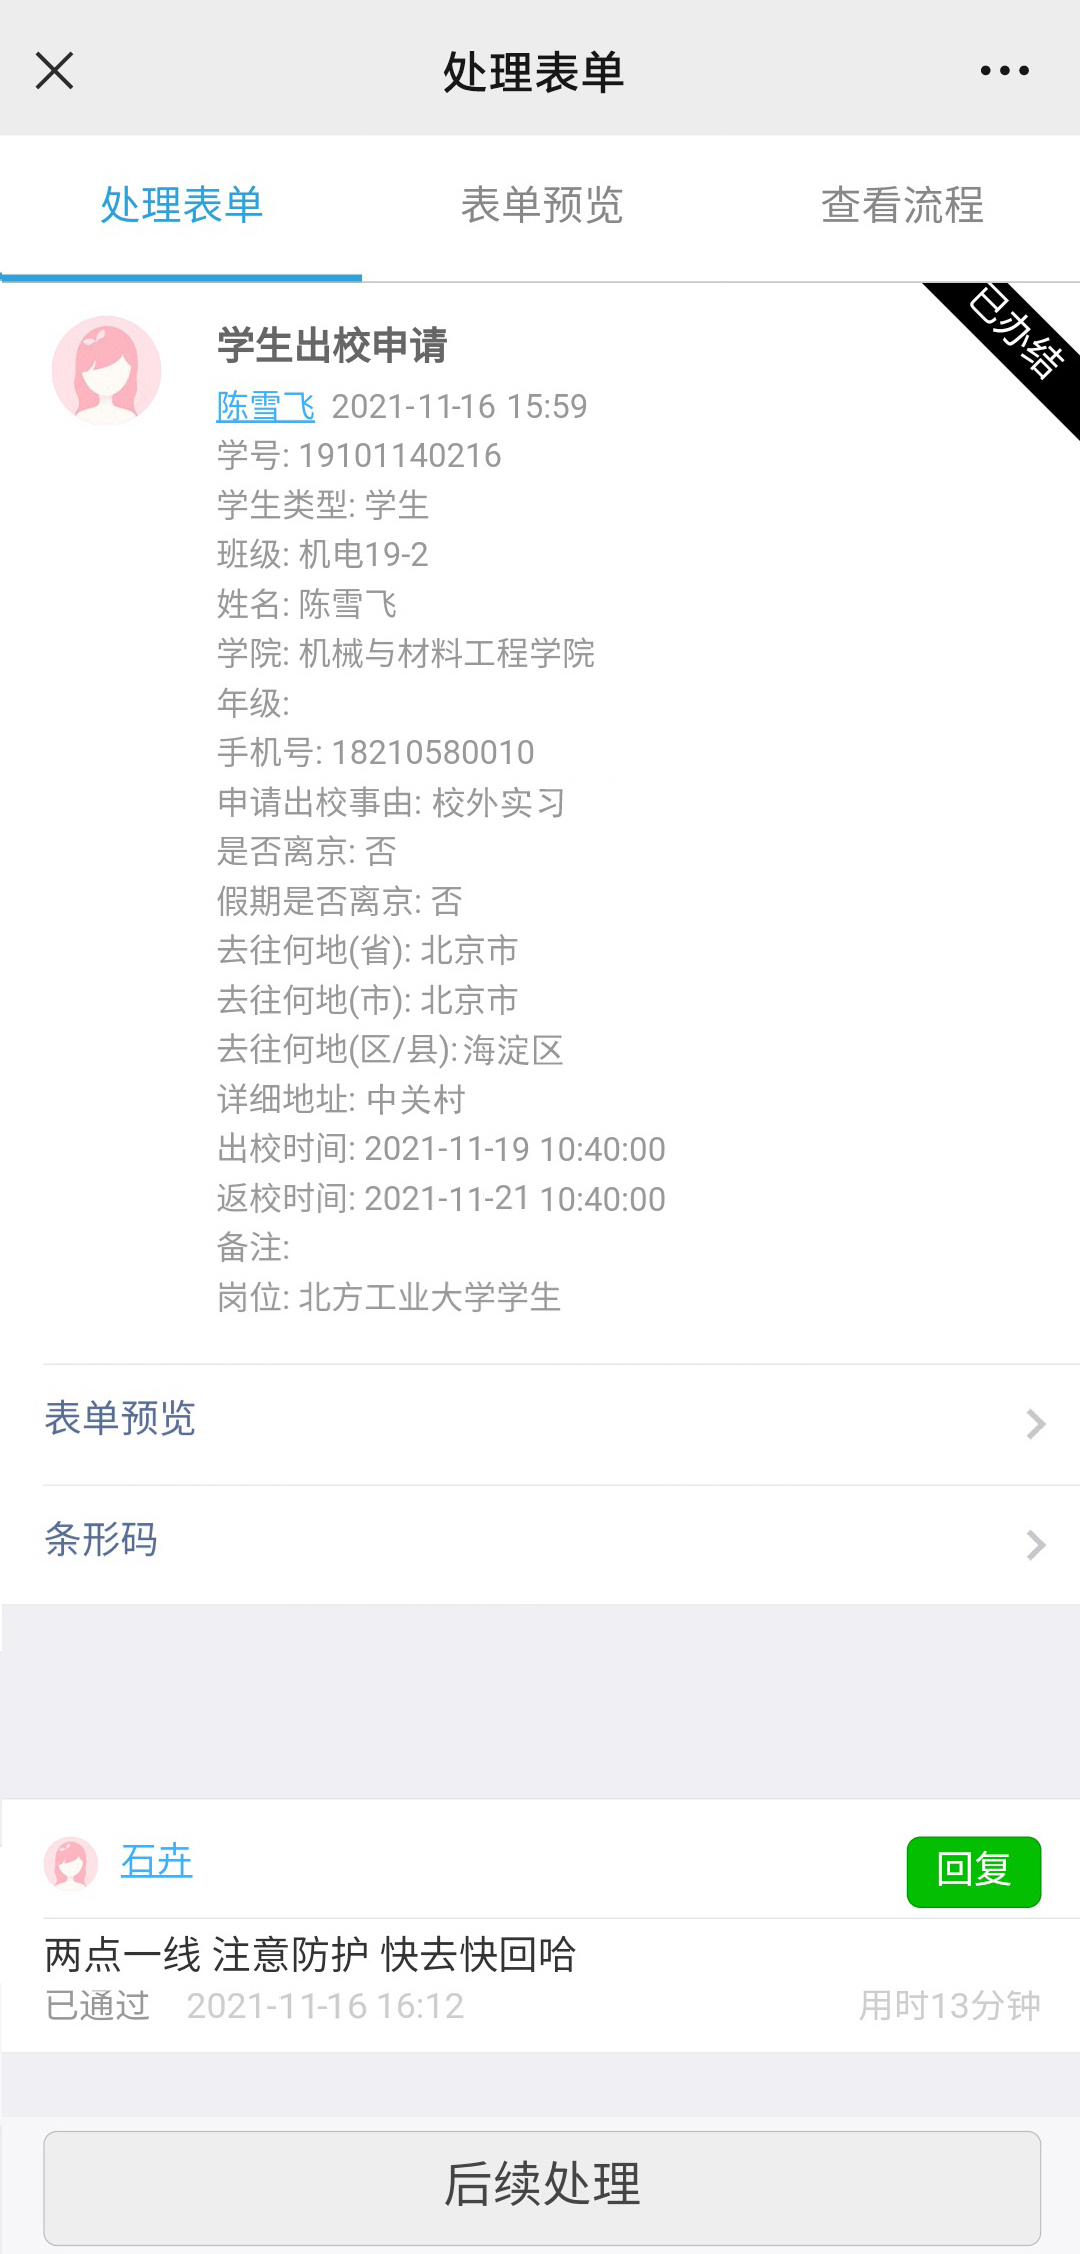 处理表单
处理表单 表单预览 查看流程
已办结
学生出校申请
陈雪飞 2021-11-16 15:59
学号: 19101140216
学生类型: 学生
班级: 机电19-2
姓名: 陈雪飞
学院: 机械与材料工程学院
年级:
手机号: 18210580010
申请出校事由: 校外实习
是否离京: 否
假期是否离京: 否
去往何地(省): 北京市
去往何地(市): 北京市
去往何地(区/县): 海淀区
详细地址: 中关村
出校时间: 2021-11-19 10:40:00
返校时间: 2021-11-21 10:40:00
备注:
岗位: 北方工业大学学生
表单预览
条形码
石卉 回复
两点一线 注意防护 快去快回哈
已通过 2021-11-16 16:12 用时13分钟
后续处理